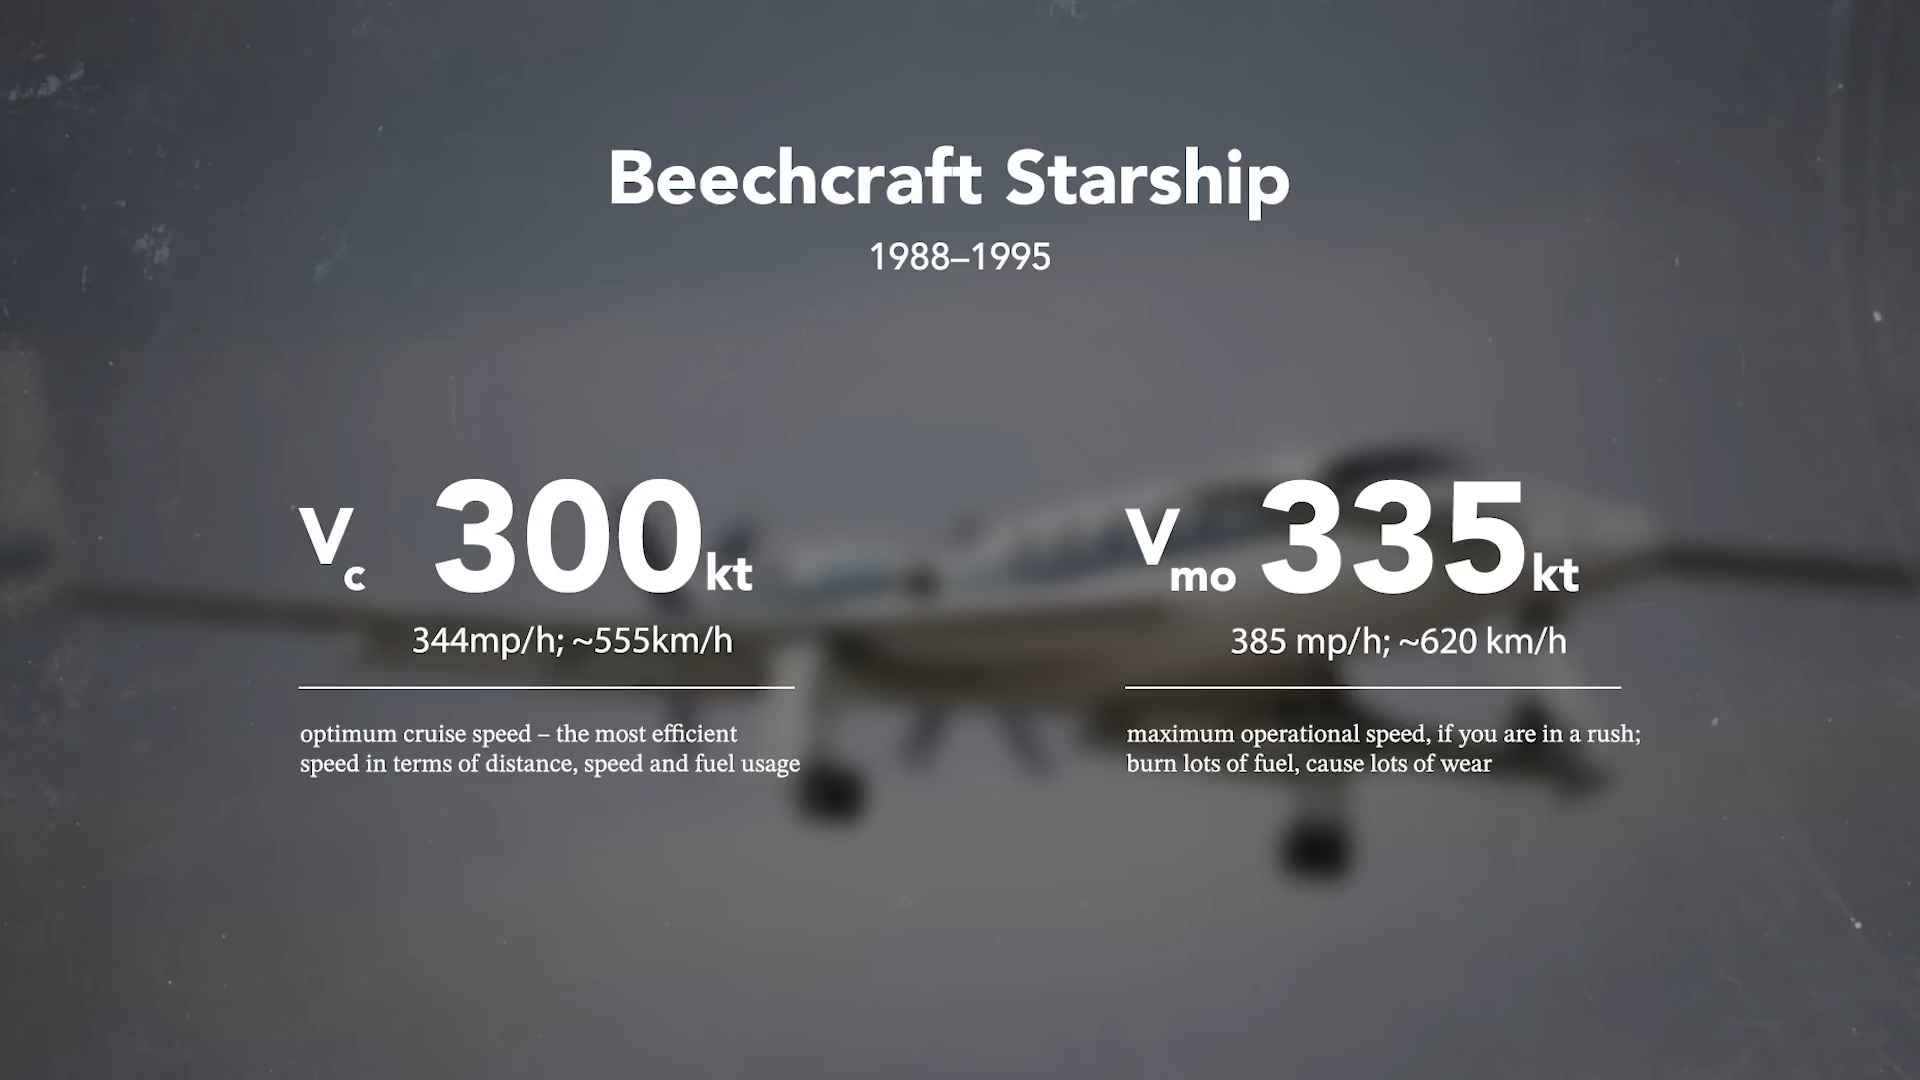 Beechcraft Starship
1988–1995
Vc 300kt
344mp/h; ~555km/h
optimum cruise speed – the most efficient
speed in terms of distance, speed and fuel usage
Vmo 335kt
385 mp/h; ~620 km/h
maximum operational speed, if you are in a rush;
burn lots of fuel, cause lots of wear